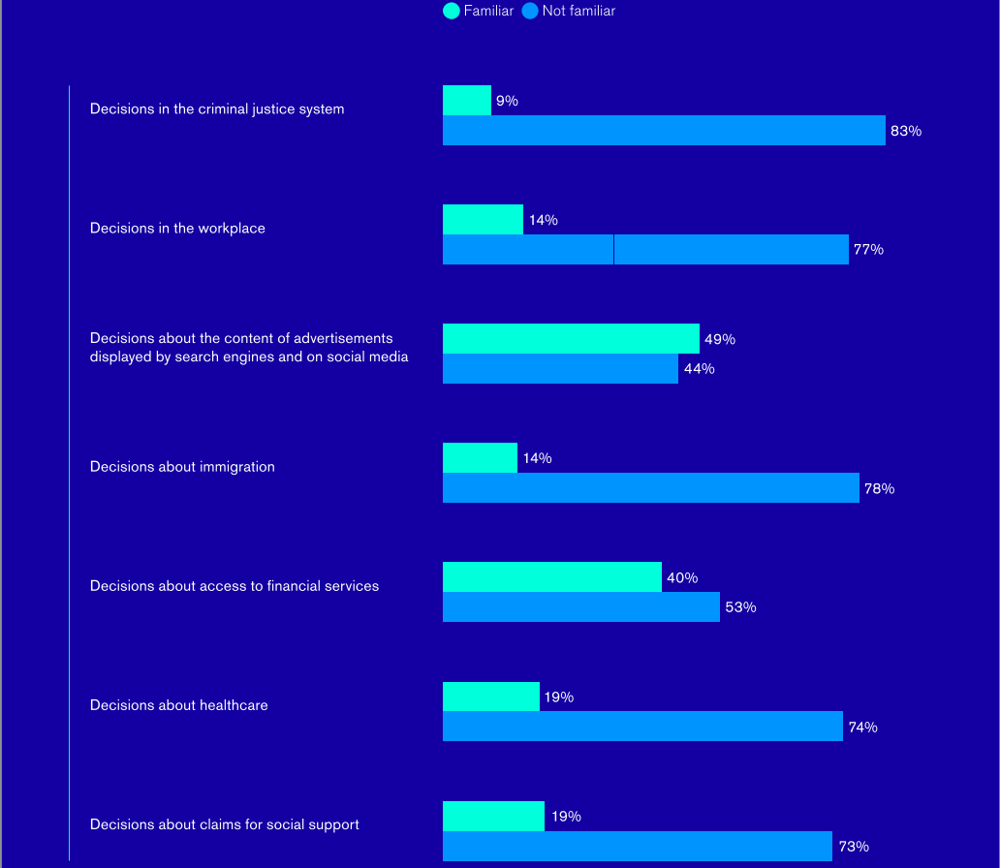 Familiar Not familiar
Decisions in the criminal justice system
9%
83%
Decisions in the workplace
14%
77%
Decisions about the content of advertisements
displayed by search engines and on social media
49%
44%
Decisions about immigration
14%
78%
Decisions about access to financial services
40%
53%
Decisions about healthcare
19%
74%
Decisions about claims for social support
19%
73%